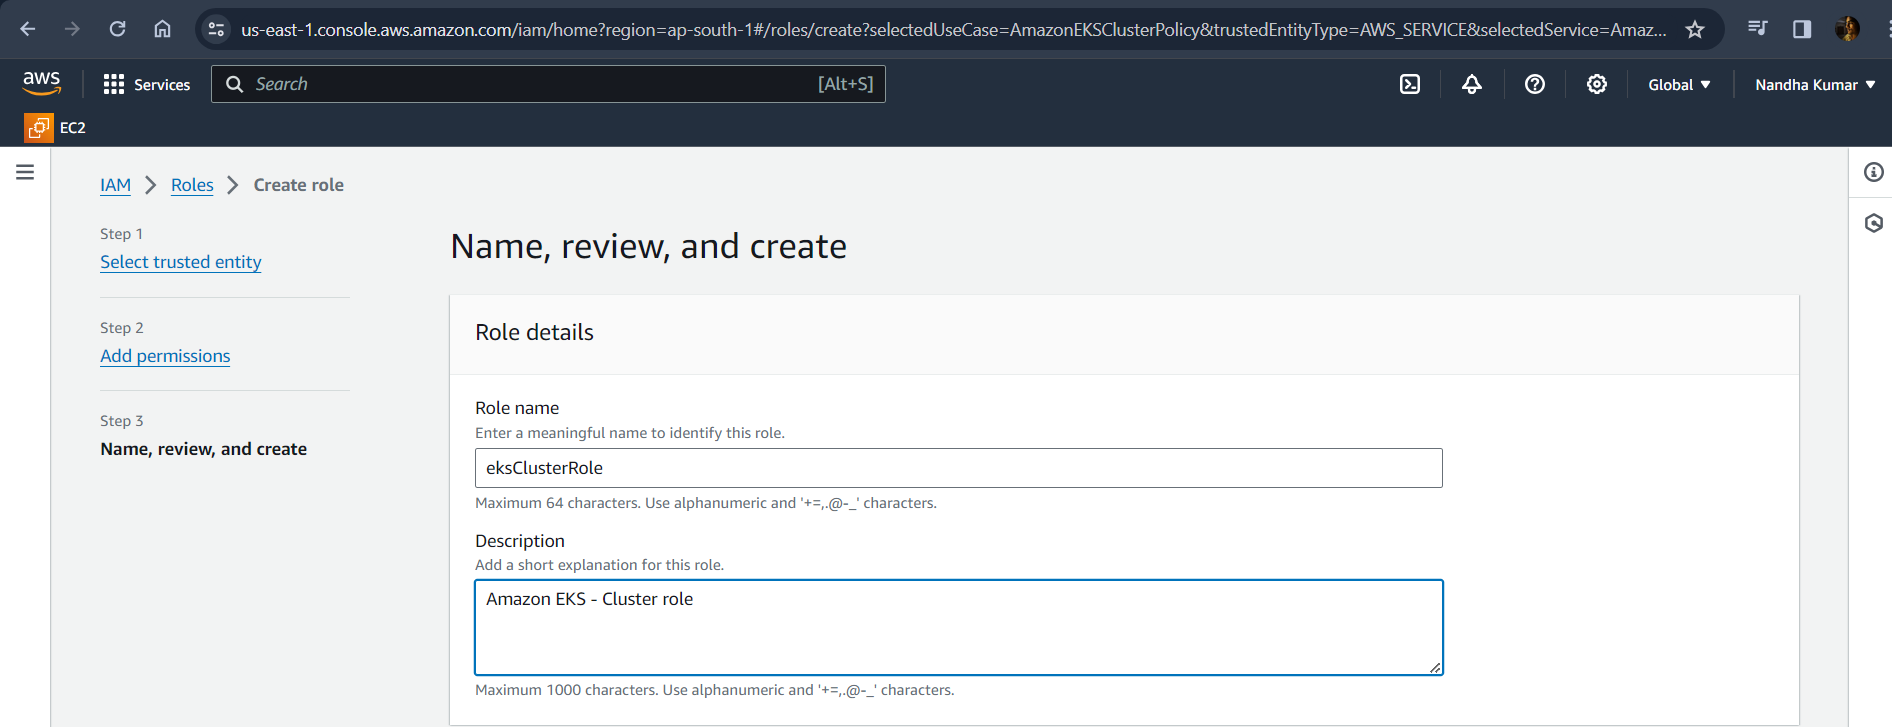 us-east-1.console.aws.amazon.com/iam/home?region=ap-south-1#/roles/create?selectedUseCase=AmazonEKSClusterPolicy&trustedEntityType=AWS_SERVICE&selectedService=Amaz...
aws Services Search [Alt+S] Global Nandha Kumar
EC2
IAM Roles Create role
Step 1
Select trusted entity
Step 2
Add permissions
Step 3
Name, review, and create
Name, review, and create
Role details
Role name
Enter a meaningful name to identify this role.
eksClusterRole
Maximum 64 characters. Use alphanumeric and '+=,.@-_' characters.
Description
Add a short explanation for this role.
Amazon EKS - Cluster role
Maximum 1000 characters. Use alphanumeric and '+=,.@-_' characters.